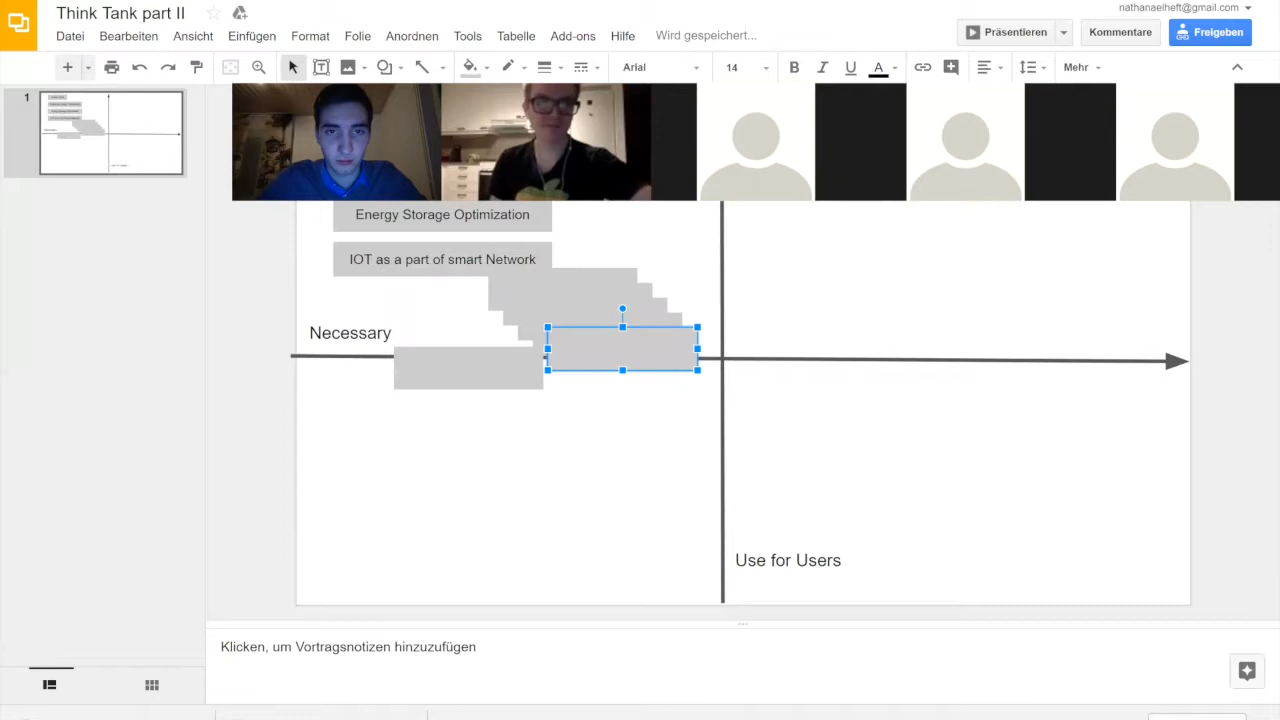 Think Tank part II
nathanaelheft@gmail.com
Datei Bearbeiten Ansicht Einfügen Format Folie Anordnen Tools Tabelle Add-ons Hilfe Wird gespeichert...
Präsentieren Kommentare Freigeben
Arial 14 B I U A Mehr
1
Energy Storage Optimization
IOT as a part of smart Network
Necessary
Use for Users
Klicken, um Vortragsnotizen hinzuzufügen